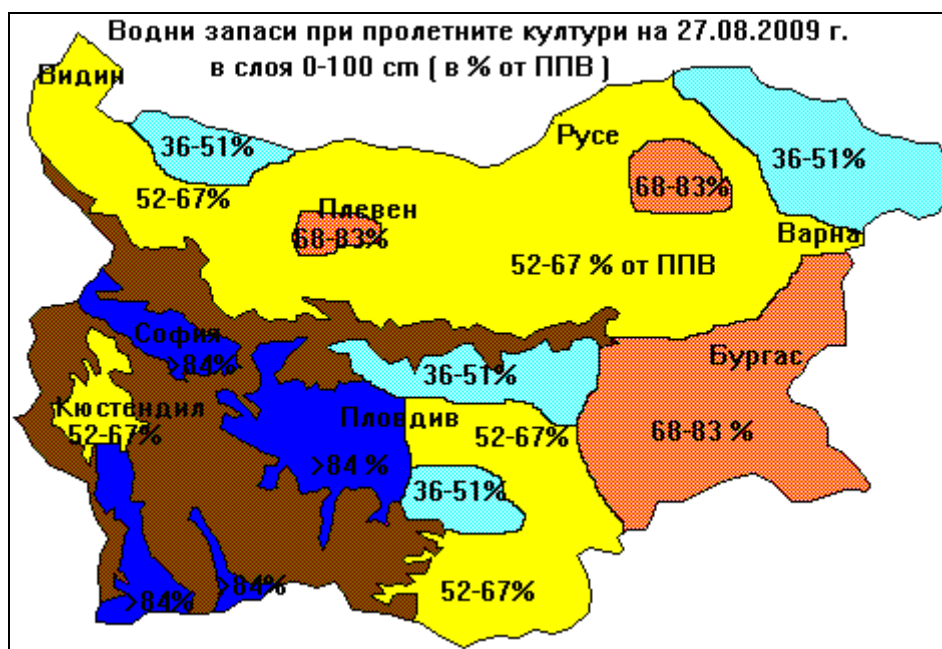 Водни запаси при пролетните култури на 27.08.2009 г.
в слоя 0-100 cm ( в % от ППВ )
Видин
36-51%
Русе
36-51%
52-67%
68-83%
Плевен
68-83%
Варна
52-67 % от ППВ
София
>84%
36-51%
Бургас
Кюстендил
52-67%
Пловдив
52-67%
68-83 %
>84 %
36-51%
>84%
>84%
52-67%